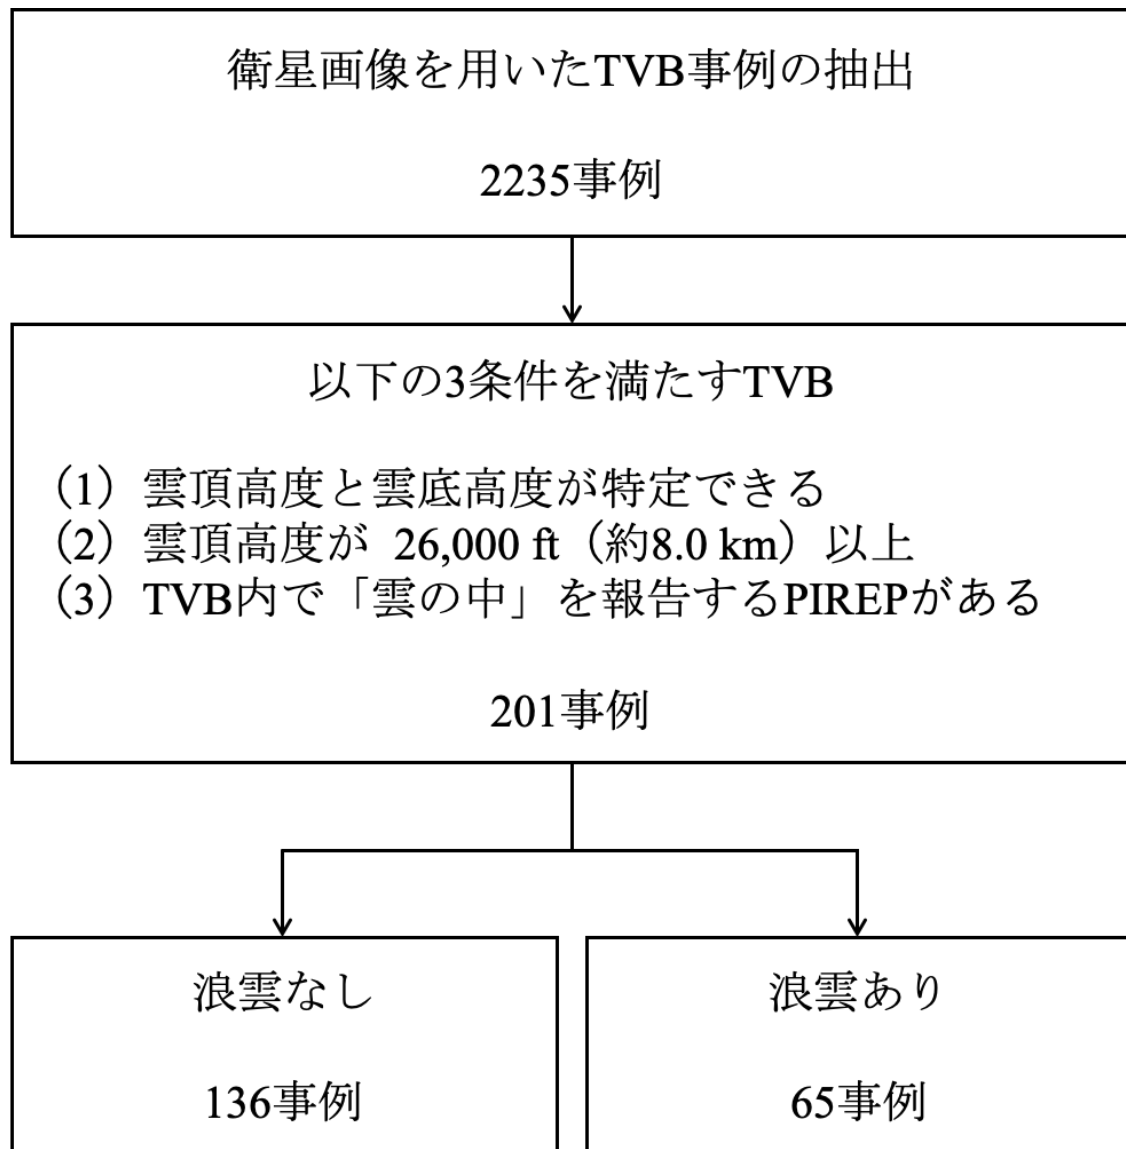 衛星画像を用いたTVB事例の抽出
2235事例
以下の3条件を満たすTVB
（1）雲頂高度と雲底高度が特定できる
（2）雲頂高度が 26,000 ft（約8.0 km）以上
（3）TVB内で「雲の中」を報告するPIREPがある
201事例
浪雲なし
136事例
浪雲あり
65事例